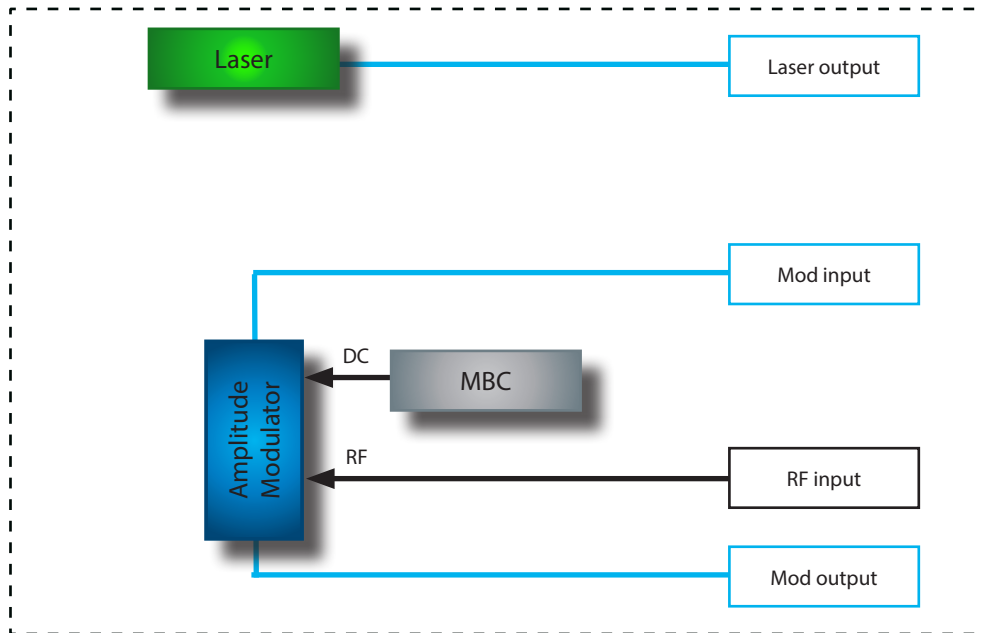 Laser
Laser output
Mod input
DC
MBC
Amplitude
Modulator
RF
RF input
Mod output